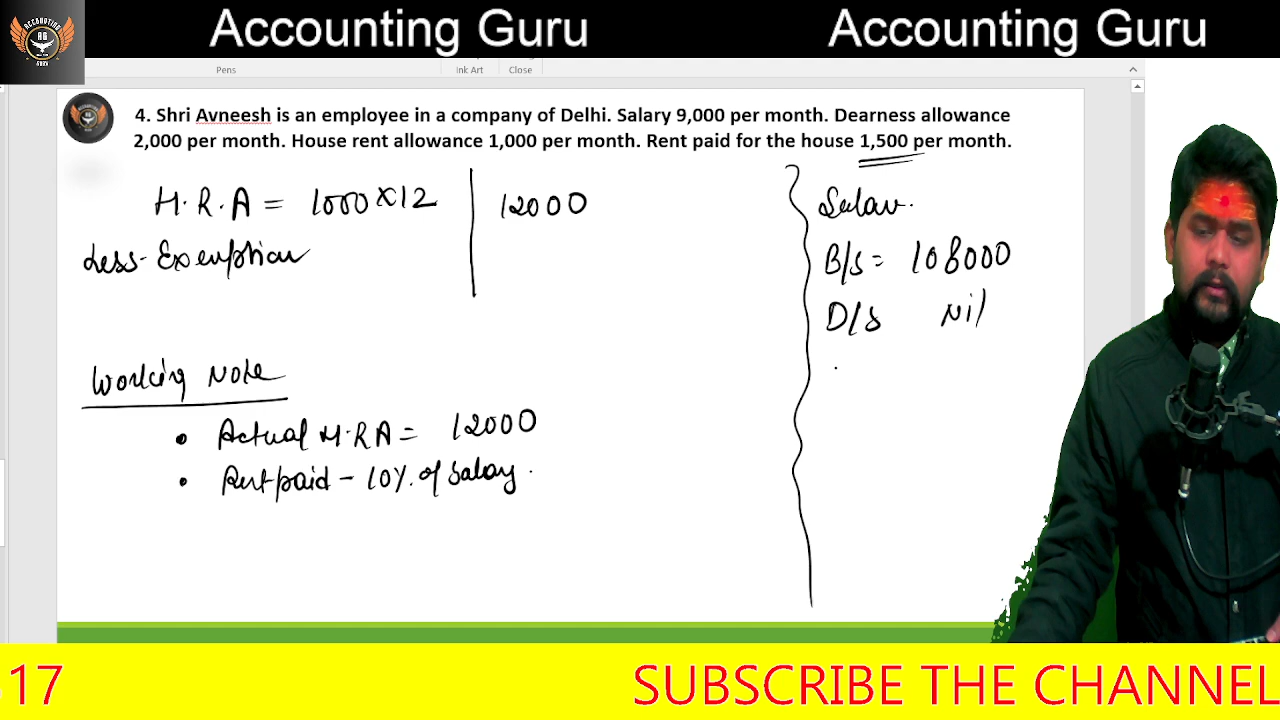 Accounting Guru
Accounting Guru
ACCOUNTING
AG
GURU
Pens
Ink Art
Close
4. Shri Avneesh is an employee in a company of Delhi. Salary 9,000 per month. Dearness allowance
2,000 per month. House rent allowance 1,000 per month. Rent paid for the house 1,500 per month.
H.R.A = 1000×12 12000
Less- Exemption
Salary.
B/S = 108000
D/S Nil
Working Note
• Actual H.R.A = 12000
• Rent paid - 10% of Salary.
17
SUBSCRIBE THE CHANNEL